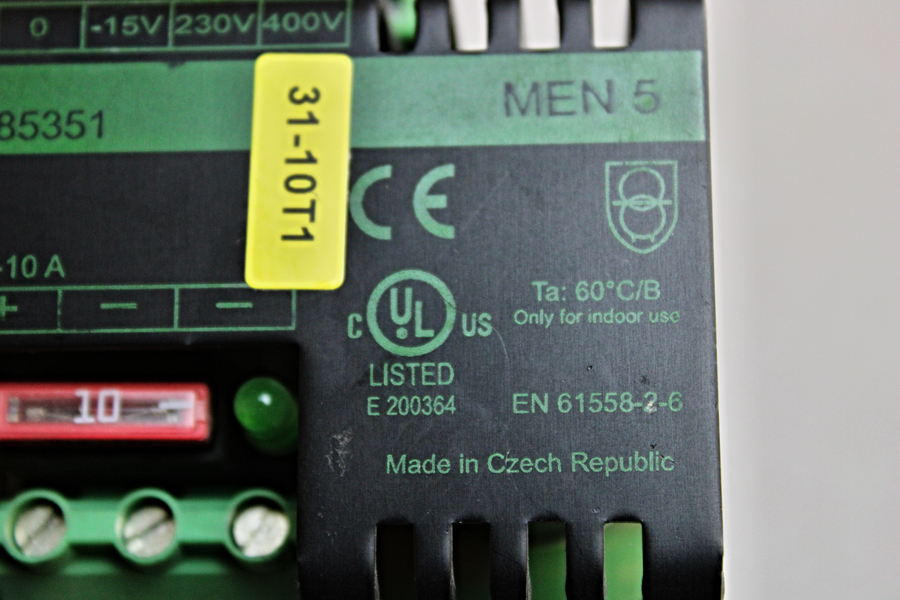 0 -15V 230V 400V
85351
31-10T1
MEN 5
CE
-10 A
+ — —
Ta: 60°C/B
Only for indoor use
C UL US
LISTED
E 200364
EN 61558-2-6
10
Made in Czech Republic